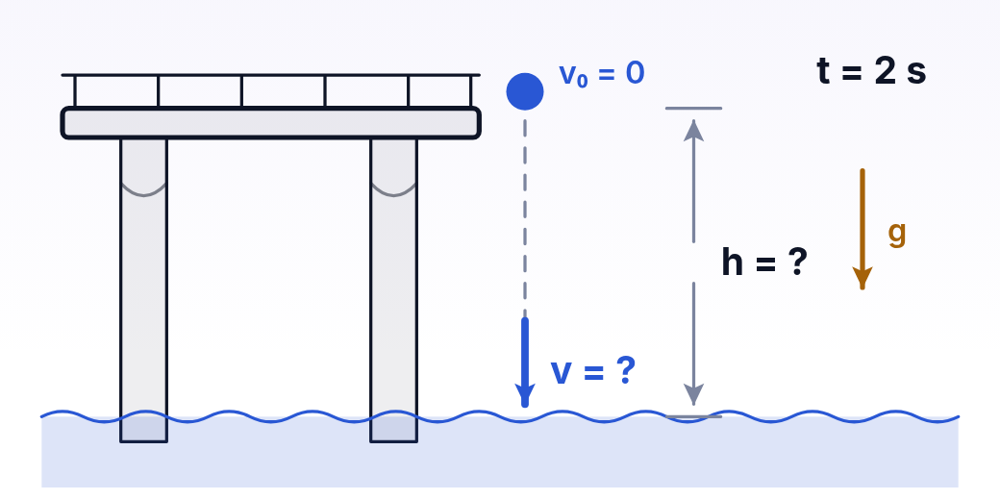 v₀ = 0
t = 2 s
g
h = ?
v = ?